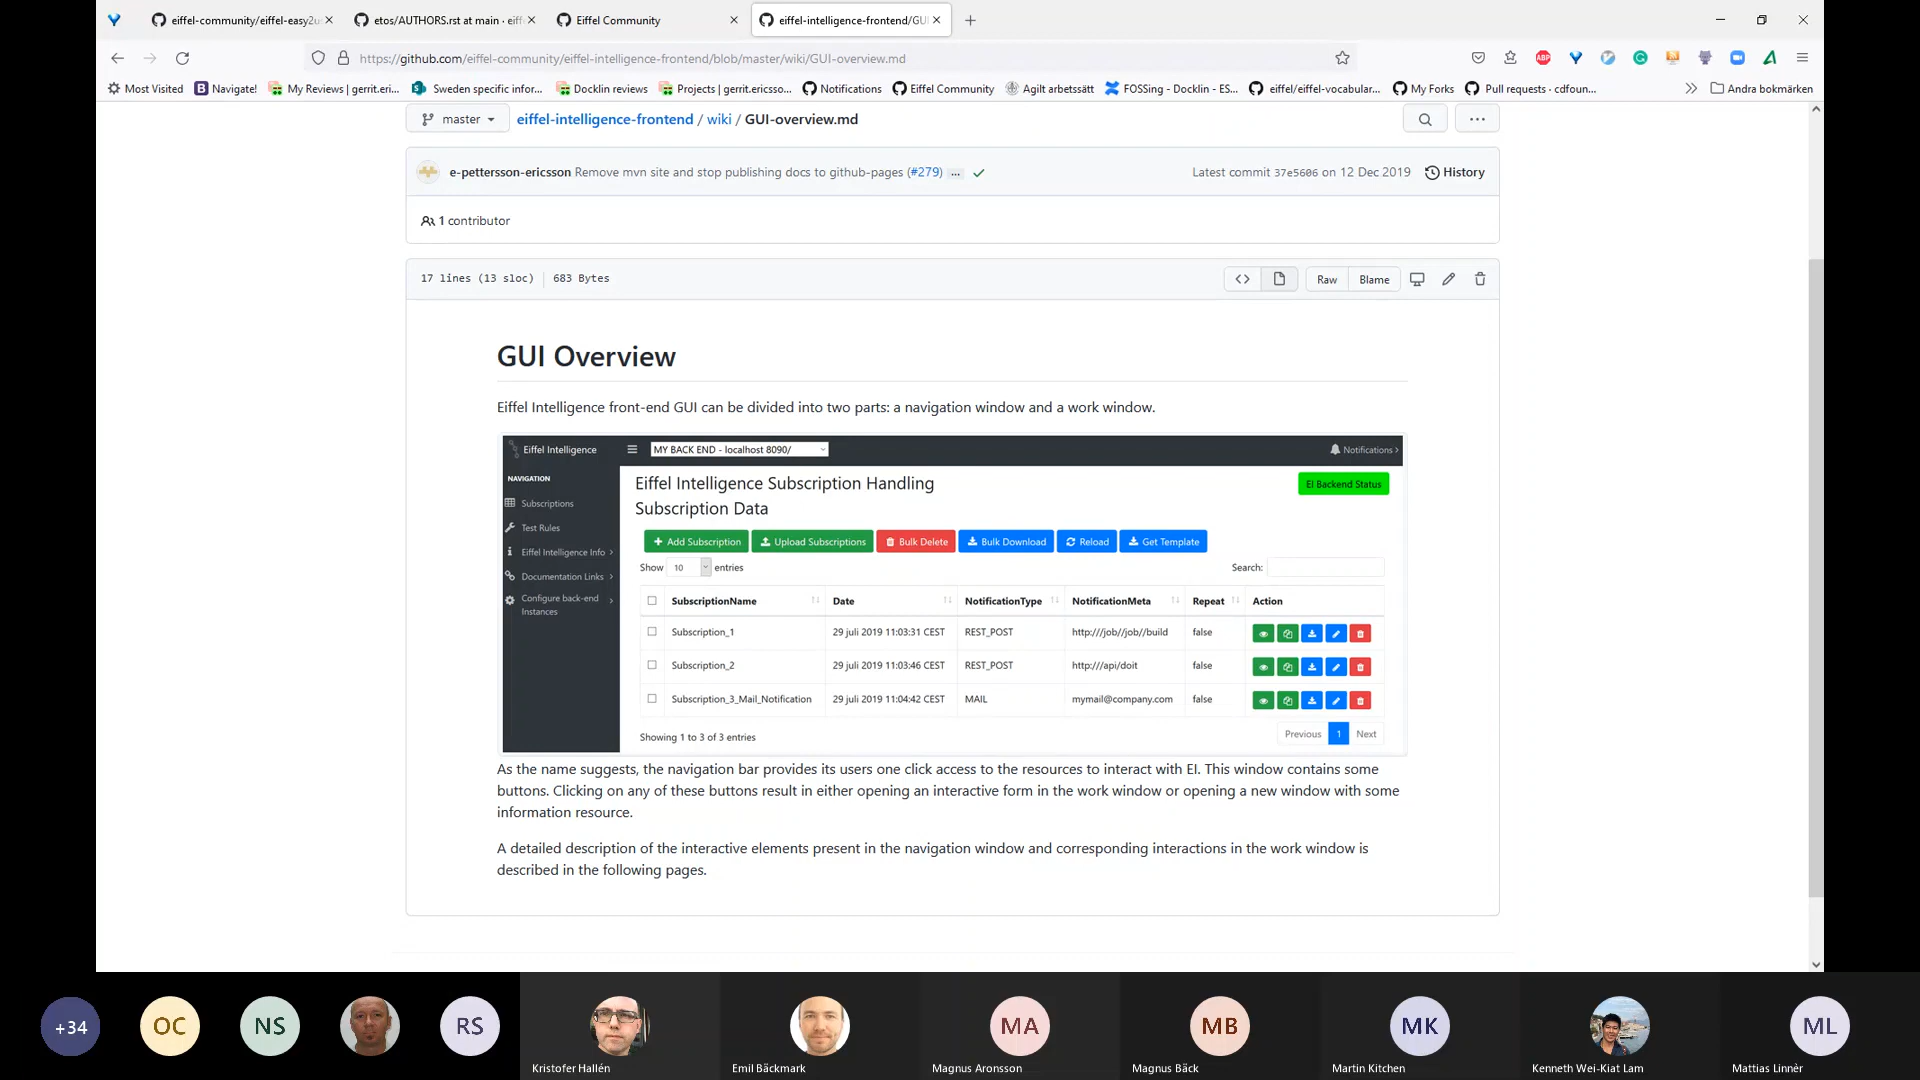 eiffel-community/eiffel-easy2u
etos/AUTHORS.rst at main · eiff
Eiffel Community
eiffel-intelligence-frontend/GUI
https://github.com/eiffel-community/eiffel-intelligence-frontend/blob/master/wiki/GUI-overview.md
ABP
Most Visited
Navigate!
My Reviews | gerrit.eri...
Sweden specific infor...
Docklin reviews
Projects | gerrit.ericsso...
Notifications
Eiffel Community
Agilt arbetssätt
FOSSing - Docklin - ES...
eiffel/eiffel-vocabular...
My Forks
Pull requests · cdfoun...
Andra bokmärken
master
eiffel-intelligence-frontend / wiki / GUI-overview.md
e-pettersson-ericsson Remove mvn site and stop publishing docs to github-pages (#279) ...
Latest commit 37e5606 on 12 Dec 2019
History
1 contributor
17 lines (13 sloc) 683 Bytes
Raw
Blame
GUI Overview
Eiffel Intelligence front-end GUI can be divided into two parts: a navigation window and a work window.
Eiffel Intelligence
MY BACK END - localhost 8090/
Notifications
NAVIGATION
Subscriptions
Test Rules
Eiffel Intelligence Info
Documentation Links
Configure back-end
Instances
Eiffel Intelligence Subscription Handling
EI Backend Status
Subscription Data
Add Subscription
Upload Subscriptions
Bulk Delete
Bulk Download
Reload
Get Template
Show 10 entries
Search:
SubscriptionName Date NotificationType NotificationMeta Repeat Action
Subscription_1 29 juli 2019 11:03:31 CEST REST_POST http:///job//job//build false
Subscription_2 29 juli 2019 11:03:46 CEST REST_POST http:///api/doit false
Subscription_3_Mail_Notification 29 juli 2019 11:04:42 CEST MAIL mymail@company.com false
Showing 1 to 3 of 3 entries
Previous 1 Next
As the name suggests, the navigation bar provides its users one click access to the resources to interact with EI. This window contains some
buttons. Clicking on any of these buttons result in either opening an interactive form in the work window or opening a new window with some
information resource.
A detailed description of the interactive elements present in the navigation window and corresponding interactions in the work window is
described in the following pages.
+34
OC
NS
RS
MA
MB
MK
ML
Kristofer Hallén
Emil Bäckmark
Magnus Aronsson
Magnus Bäck
Martin Kitchen
Kenneth Wei-Kiat Lam
Mattias Linnér